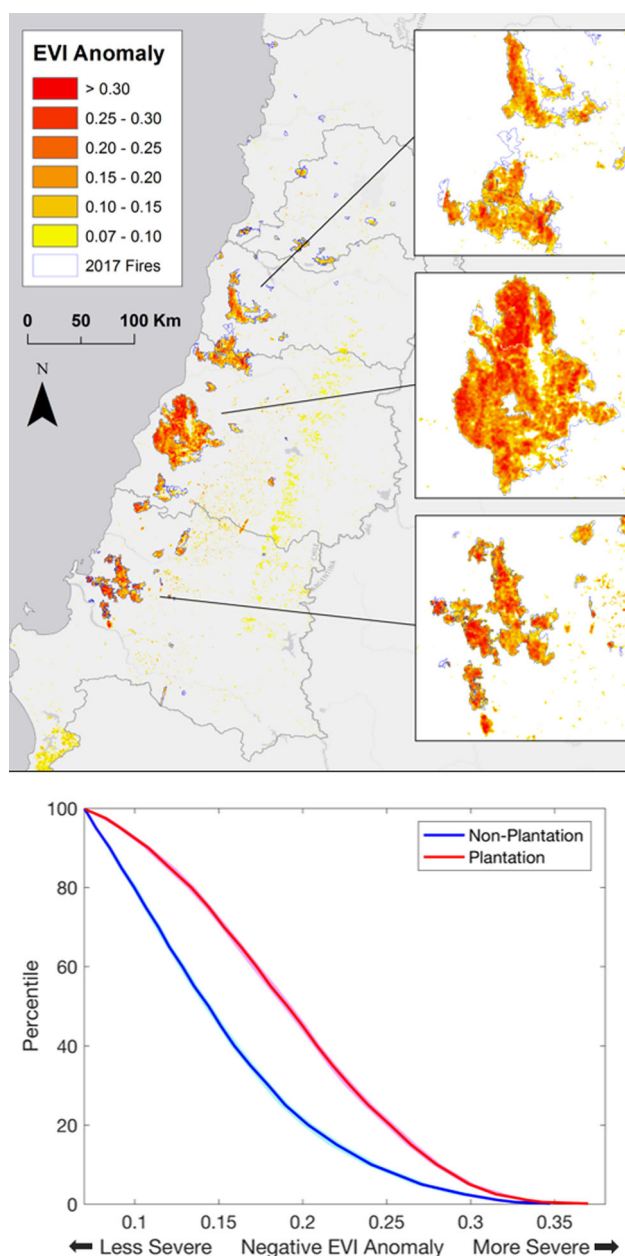 EVI Anomaly
> 0.30
0.25 - 0.30
0.20 - 0.25
0.15 - 0.20
0.10 - 0.15
0.07 - 0.10
2017 Fires
0 50 100 Km
N
100
80
60
40
20
0
Percentile
Non-Plantation
Plantation
0.1 0.15 0.2 0.25 0.3 0.35
Less Severe Negative EVI Anomaly More Severe